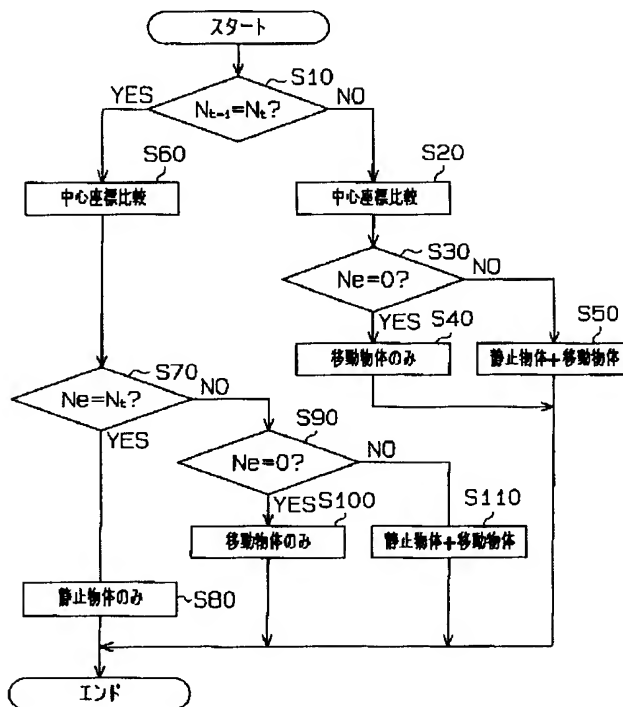 スタート
S10
YES
Nt-1=Nt?
NO
S60
S20
中心座標比較
中心座標比較
S30
Ne=0?
NO
YES
S40
S50
移動物体のみ
静止物体+移動物体
S70
Ne=Nt?
NO
S90
YES
Ne=0?
NO
YES
S100
S110
移動物体のみ
静止物体+移動物体
静止物体のみ
S80
エンド